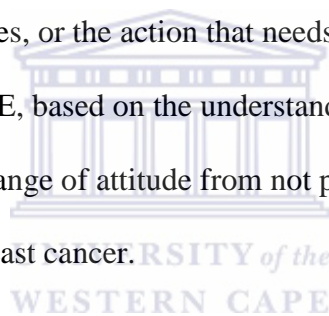 es, or the action that needs
E, based on the understand
ange of attitude from not p
ast cancer.
UNIVERSITY of the
WESTERN CAPE